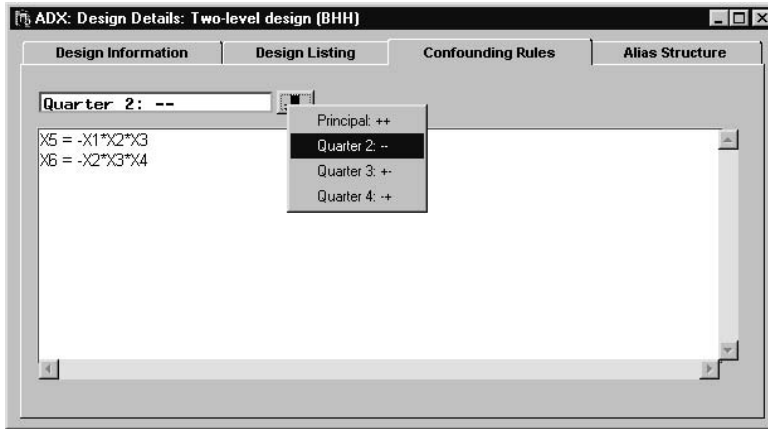 ADX: Design Details: Two-level design (BHH)
Design Information Design Listing Confounding Rules Alias Structure
Quarter 2: --
Principal: ++
Quarter 2: --
Quarter 3: +-
Quarter 4: -+
X5 = -X1*X2*X3
X6 = -X2*X3*X4